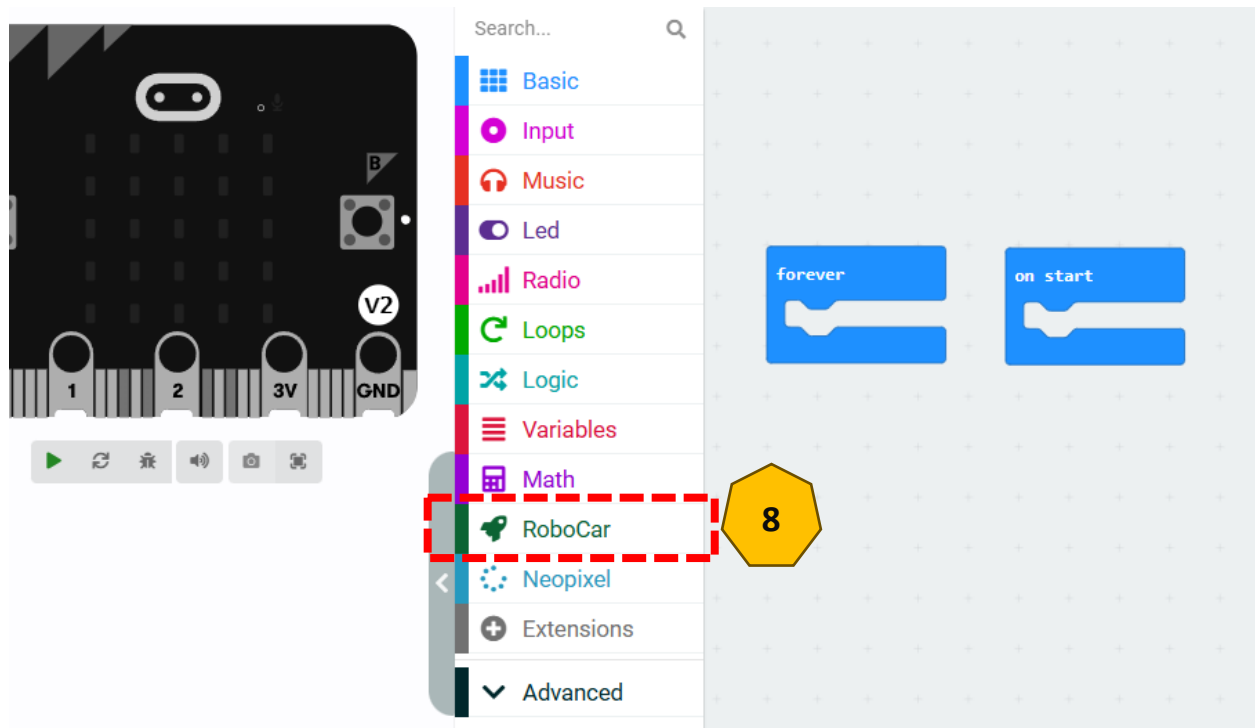 B
V2
1
2
3V
GND
Search...
Basic
Input
Music
Led
Radio
Loops
Logic
Variables
Math
RoboCar
Neopixel
Extensions
Advanced
8
forever
on start